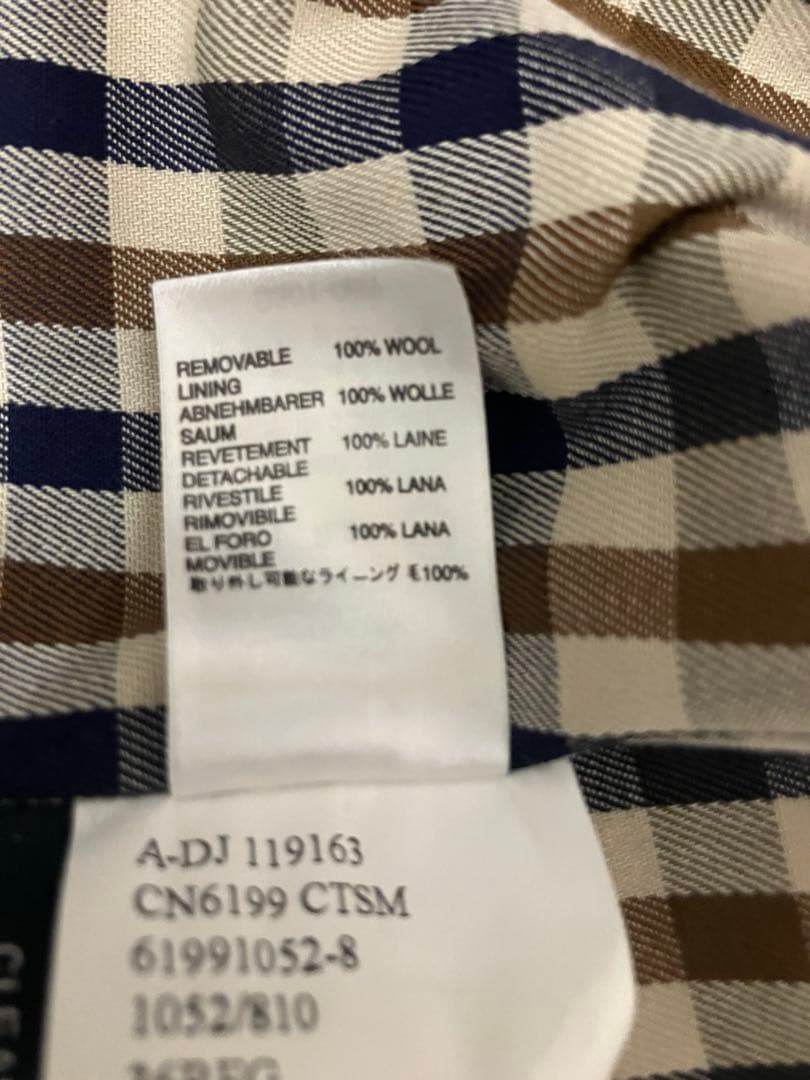 REMOVABLE 100% WOOL
LINING
ABNEHMBARER 100% WOLLE
SAUM
REVETEMENT 100% LAINE
DETACHABLE
RIVESTILE 100% LANA
RIMOVIBILE
EL FORO 100% LANA
MOVIBLE
取り外し可能なライーング 毛100%
A-DJ 119163
CN6199 CTSM
61991052-8
1052/810
36REG